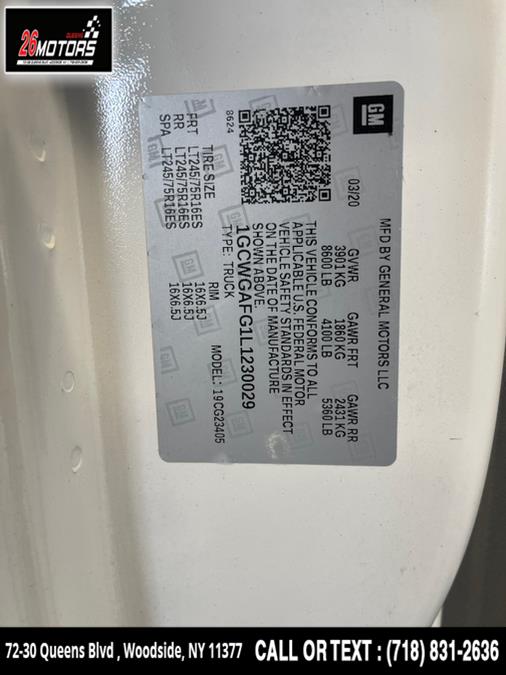 QUEENS
26MOTORS
GM
MFD BY GENERAL MOTORS LLC
03/20
GVWR GAWR FRT GAWR RR
3901 KG 1860 KG 2431 KG
8600 LB 4100 LB 5360 LB
THIS VEHICLE CONFORMS TO ALL
APPLICABLE U.S. FEDERAL MOTOR
VEHICLE SAFETY STANDARDS IN EFFECT
ON THE DATE OF MANUFACTURE
SHOWN ABOVE.
1GCWGAFG1L1230029
TYPE: TRUCK MODEL: 19CG23405
8624
TIRE-SIZE RIM
FRT LT245/75R16ES 16X6.5J
RR LT245/75R16ES 16X6.5J
SPA LT245/75R16ES 16X6.5J
72-30 Queens Blvd , Woodside, NY 11377 CALL OR TEXT : (718) 831-2636